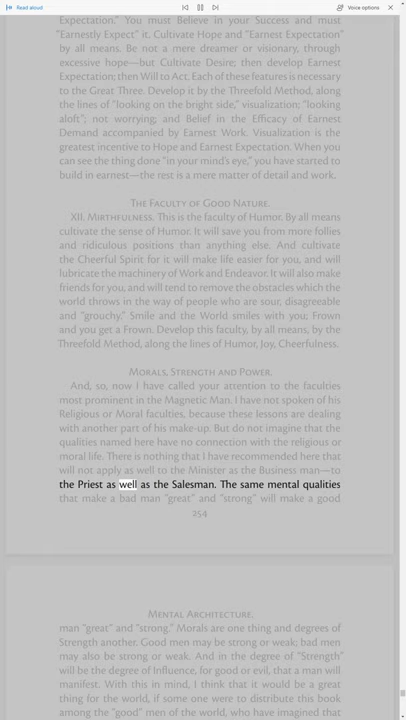 Read aloud
Voice options
Expectation." You must Believe in your Success and must
"Earnestly Expect" it. Cultivate Hope and "Earnest Expectation"
by all means. Be not a mere dreamer or visionary, through
excessive hope—but Cultivate Desire; then develop Earnest
Expectation; then Will to Act. Each of these features is necessary
to the Great Three. Develop it by the Threefold Method, along
the lines of "looking on the bright side," visualization; "looking
aloft"; not worrying; and Belief in the Efficacy of Earnest
Demand accompanied by Earnest Work. Visualization is the
greatest incentive to Hope and Earnest Expectation. When you
can see the thing done "in your mind's eye," you have started to
build in earnest—the rest is a mere matter of detail and work.
The Faculty of Good Nature.
XII. Mirthfulness. This is the faculty of Humor. By all means
cultivate the sense of Humor. It will save you from more follies
and ridiculous positions than anything else. And cultivate
the Cheerful Spirit for it will make life easier for you, and will
lubricate the machinery of Work and Endeavor. It will also make
friends for you, and will tend to remove the obstacles which the
world throws in the way of people who are sour, disagreeable
and "grouchy." Smile and the World smiles with you; Frown
and you get a Frown. Develop this faculty, by all means, by the
Threefold Method, along the lines of Humor, Joy, Cheerfulness.
Morals, Strength and Power.
And, so, now I have called your attention to the faculties
most prominent in the Magnetic Man. I have not spoken of his
Religious or Moral faculties, because these lessons are dealing
with another part of his make-up. But do not imagine that the
qualities named here have no connection with the religious or
moral life. There is nothing that I have recommended here that
will not apply as well to the Minister as the Business man—to
the Priest as well as the Salesman. The same mental qualities
that make a bad man "great" and "strong" will make a good
254
Mental Architecture.
man "great" and "strong." Morals are one thing and degrees of
Strength another. Good men may be strong or weak; bad men
may also be strong or weak. And in the degree of "Strength"
will be the degree of Influence, for good or evil, that a man will
manifest. With this in mind, I think that it would be a great
thing for the world, if some one were to distribute this book
among the "good" men of the world, who have imagined that